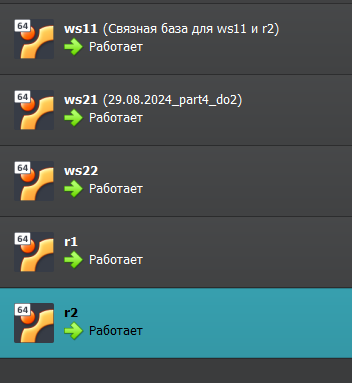 64
ws11 (Связная база для ws11 и r2)
Работает
64
ws21 (29.08.2024_part4_do2)
Работает
64
ws22
Работает
64
r1
Работает
64
r2
Работает